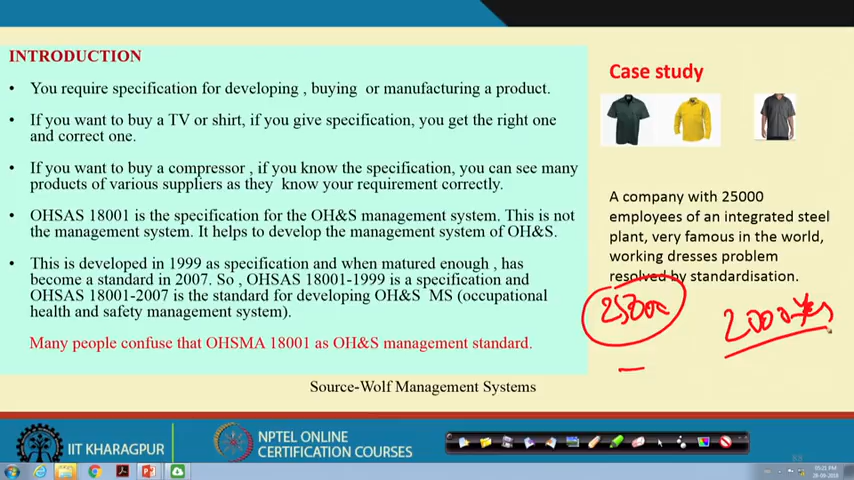 INTRODUCTION
• You require specification for developing , buying or manufacturing a product.
• If you want to buy a TV or shirt, if you give specification, you get the right one
and correct one.
• If you want to buy a compressor , if you know the specification, you can see many
products of various suppliers as they know your requirement correctly.
• OHSAS 18001 is the specification for the OH&S management system. This is not
the management system. It helps to develop the management system of OH&S.
• This is developed in 1999 as specification and when matured enough , has
become a standard in 2007. So , OHSAS 18001-1999 is a specification and
OHSAS 18001-2007 is the standard for developing OH&S MS (occupational
health and safety management system).
Many people confuse that OHSMA 18001 as OH&S management standard.
Source-Wolf Management Systems
Case study
A company with 25000
employees of an integrated steel
plant, very famous in the world,
working dresses problem
resolved by standardisation.
25000
IIT KHARAGPUR
NPTEL ONLINE
CERTIFICATION COURSES